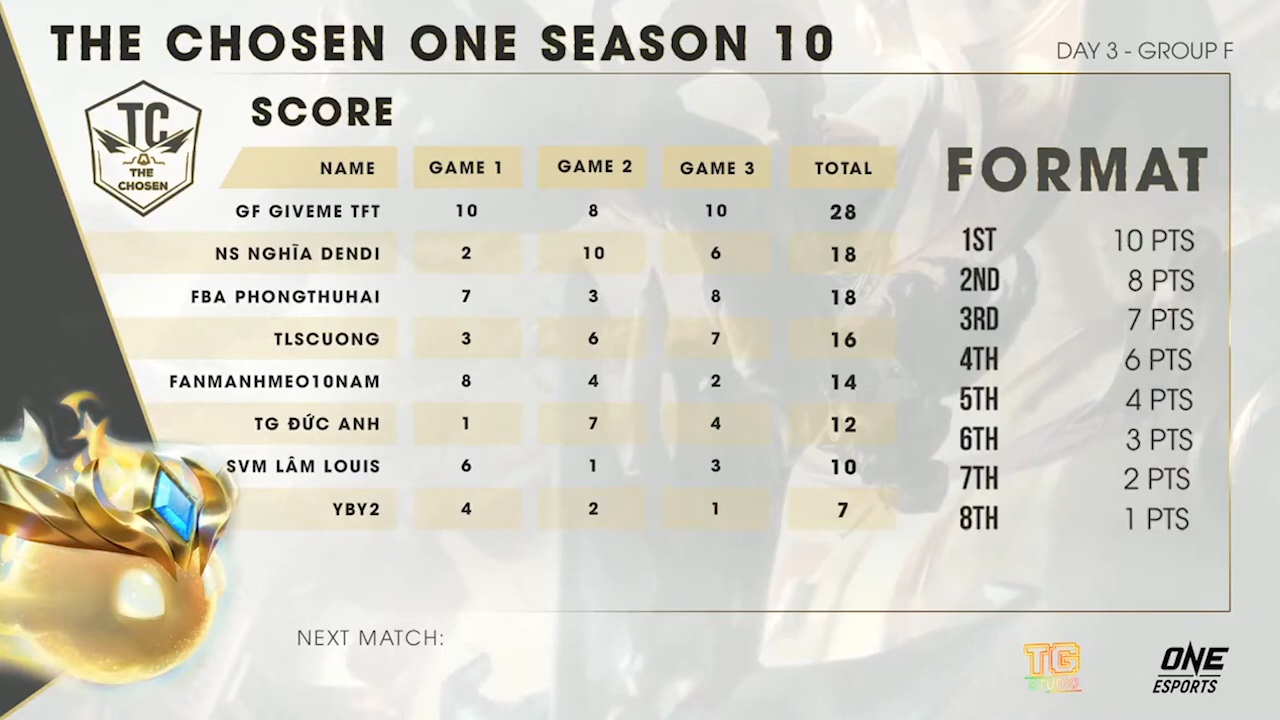 THE CHOSEN ONE SEASON 10
DAY 3 - GROUP F
TC
THE
CHOSEN
SCORE
NAME GAME 1 GAME 2 GAME 3 TOTAL
GF GIVEME TFT 10 8 10 28
NS NGHĨA DENDI 2 10 6 18
FBA PHONGTHUHAI 7 3 8 18
TLSCUONG 3 6 7 16
FANMANHMEO10NAM 8 4 2 14
TG ĐỨC ANH 1 7 4 12
SVM LÂM LOUIS 6 1 3 10
YBY2 4 2 1 7
FORMAT
1ST 10 PTS
2ND 8 PTS
3RD 7 PTS
4TH 6 PTS
5TH 4 PTS
6TH 3 PTS
7TH 2 PTS
8TH 1 PTS
NEXT MATCH:
TG
STUDIO
ONE
ESPORTS